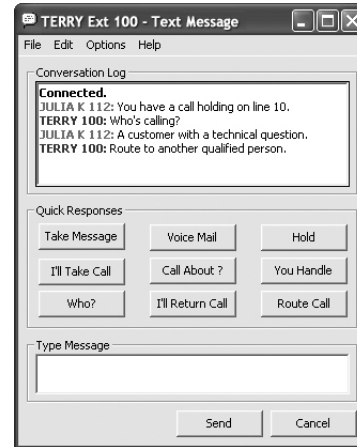 TERRY Ext 100 - Text Message
File Edit Options Help
Conversation Log
Connected.
JULIA K 112: You have a call holding on line 10.
TERRY 100: Who's calling?
JULIA K 112: A customer with a technical question.
TERRY 100: Route to another qualified person.
Quick Responses
Take Message Voice Mail Hold
I'll Take Call Call About ? You Handle
Who? I'll Return Call Route Call
Type Message
Send Cancel